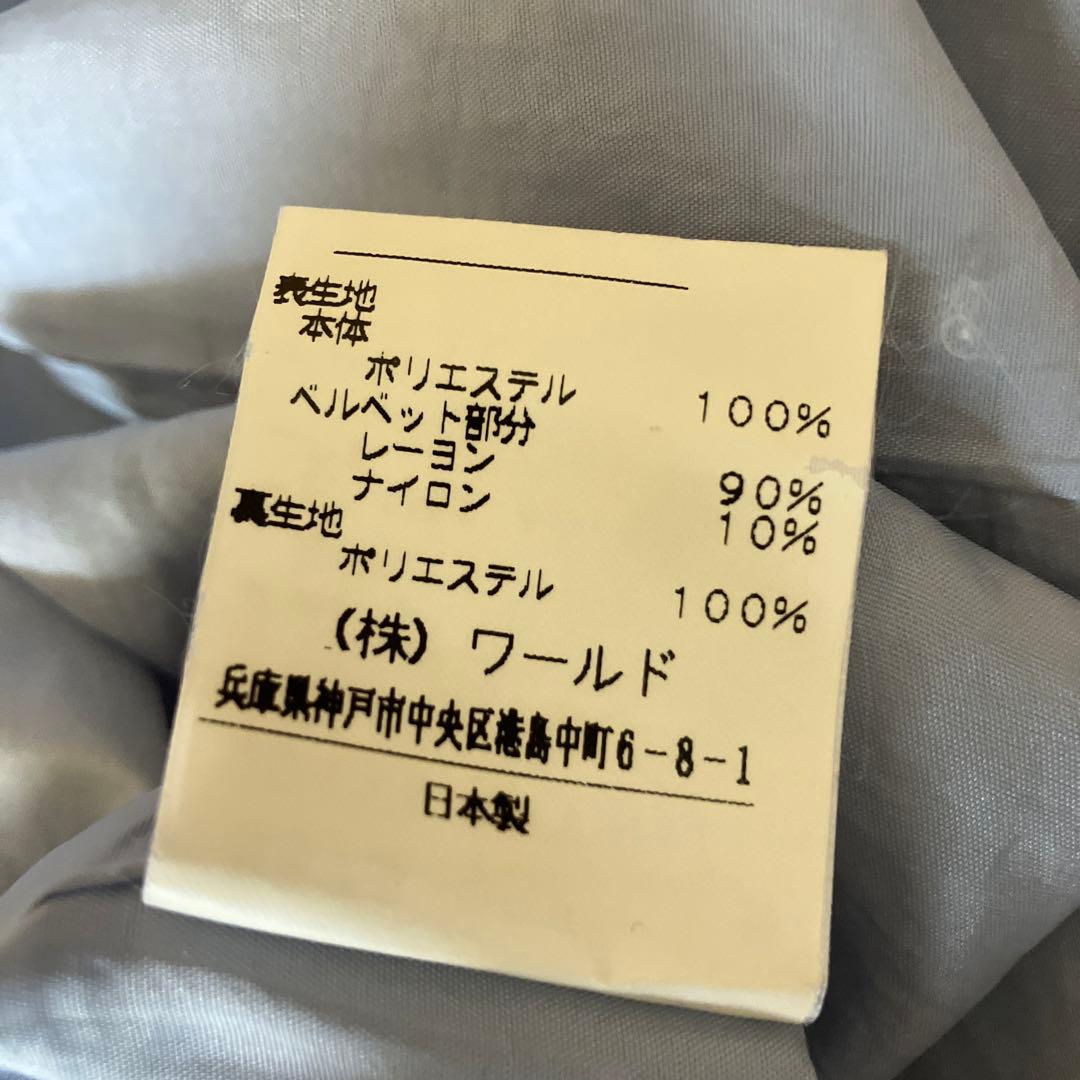 表生地
本体
ポリエステル 100%
ベルベット部分
レーヨン 90%
ナイロン 10%
裏生地
ポリエステル 100%
(株) ワールド
兵庫県神戸市中央区港島中町6-8-1
日本製